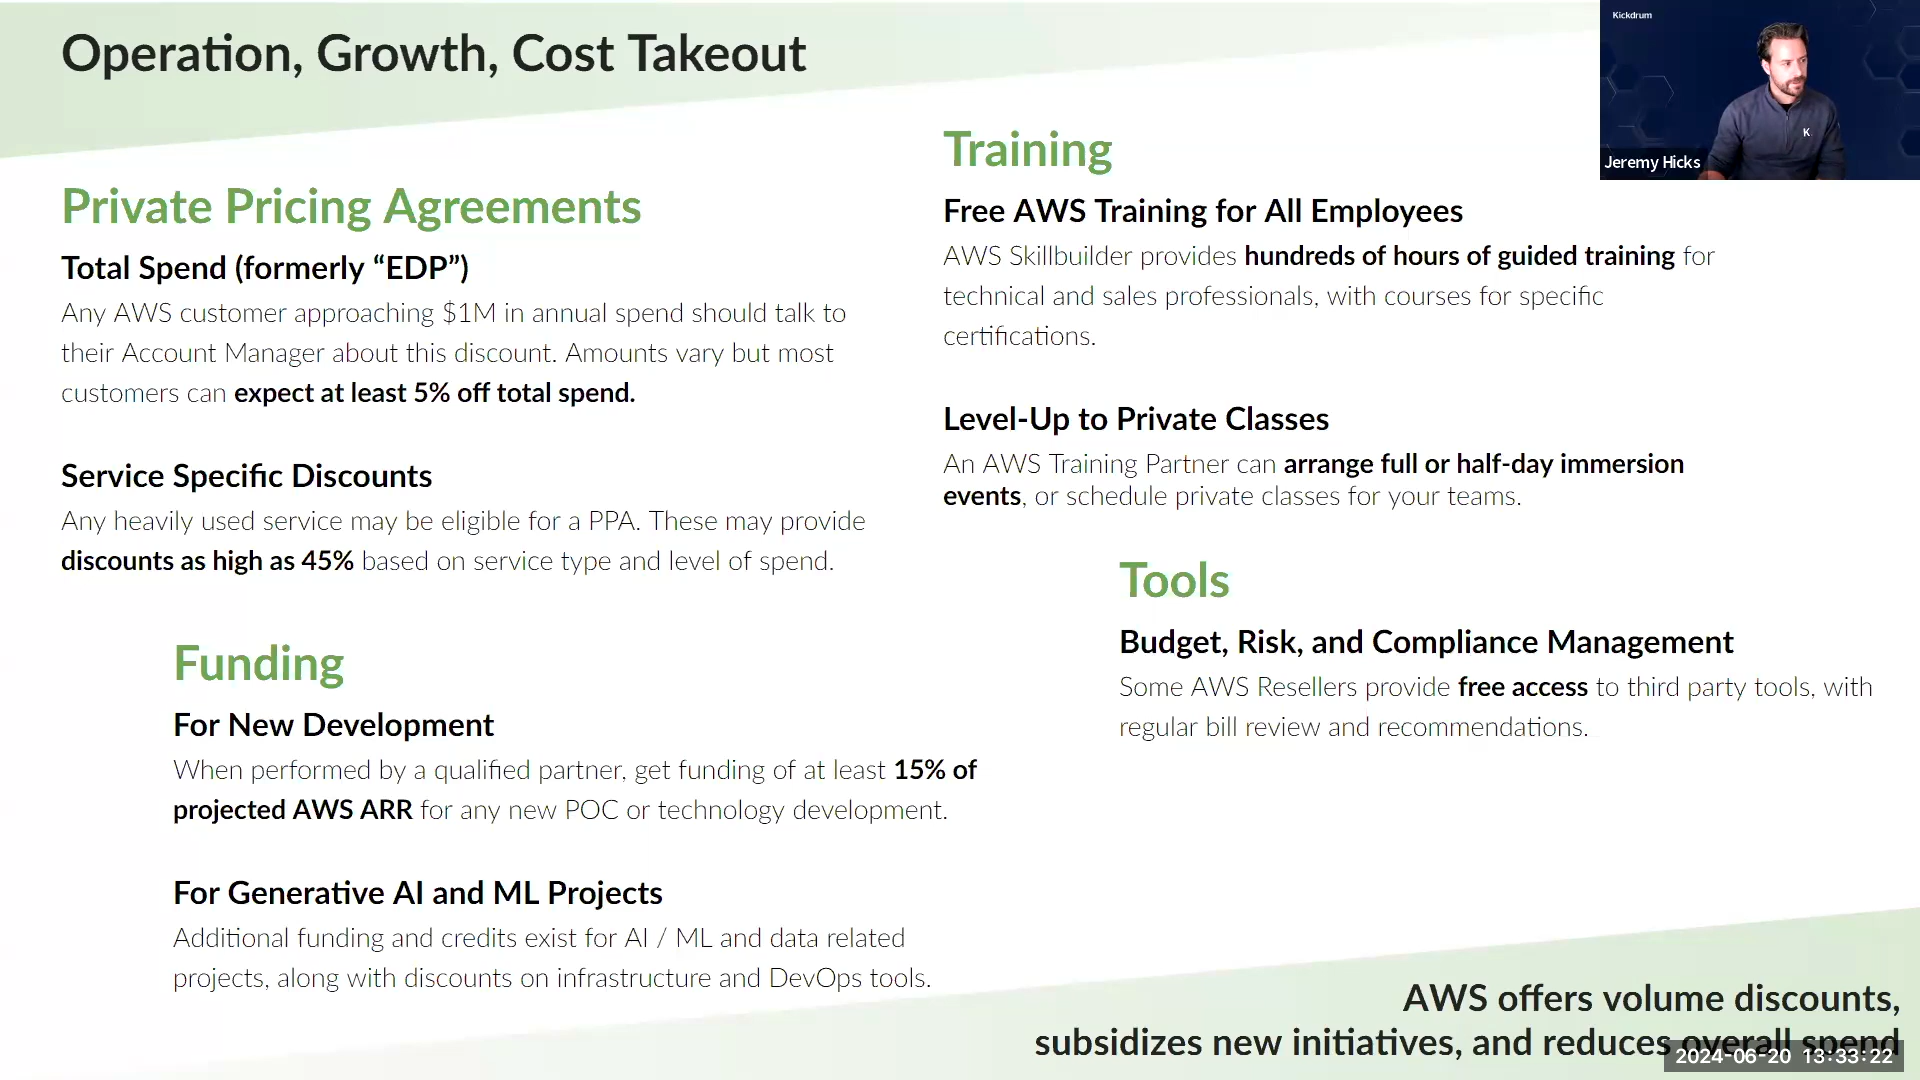 Operation, Growth, Cost Takeout
Kickdrum
K
Jeremy Hicks
Private Pricing Agreements
Total Spend (formerly “EDP”)
Any AWS customer approaching $1M in annual spend should talk to
their Account Manager about this discount. Amounts vary but most
customers can expect at least 5% off total spend.
Service Specific Discounts
Any heavily used service may be eligible for a PPA. These may provide
discounts as high as 45% based on service type and level of spend.
Funding
For New Development
When performed by a qualified partner, get funding of at least 15% of
projected AWS ARR for any new POC or technology development.
For Generative AI and ML Projects
Additional funding and credits exist for AI / ML and data related
projects, along with discounts on infrastructure and DevOps tools.
Training
Free AWS Training for All Employees
AWS Skillbuilder provides hundreds of hours of guided training for
technical and sales professionals, with courses for specific
certifications.
Level-Up to Private Classes
An AWS Training Partner can arrange full or half-day immersion
events, or schedule private classes for your teams.
Tools
Budget, Risk, and Compliance Management
Some AWS Resellers provide free access to third party tools, with
regular bill review and recommendations.
AWS offers volume discounts,
subsidizes new initiatives, and reduces overall spend
2024-06-20 13:33:22